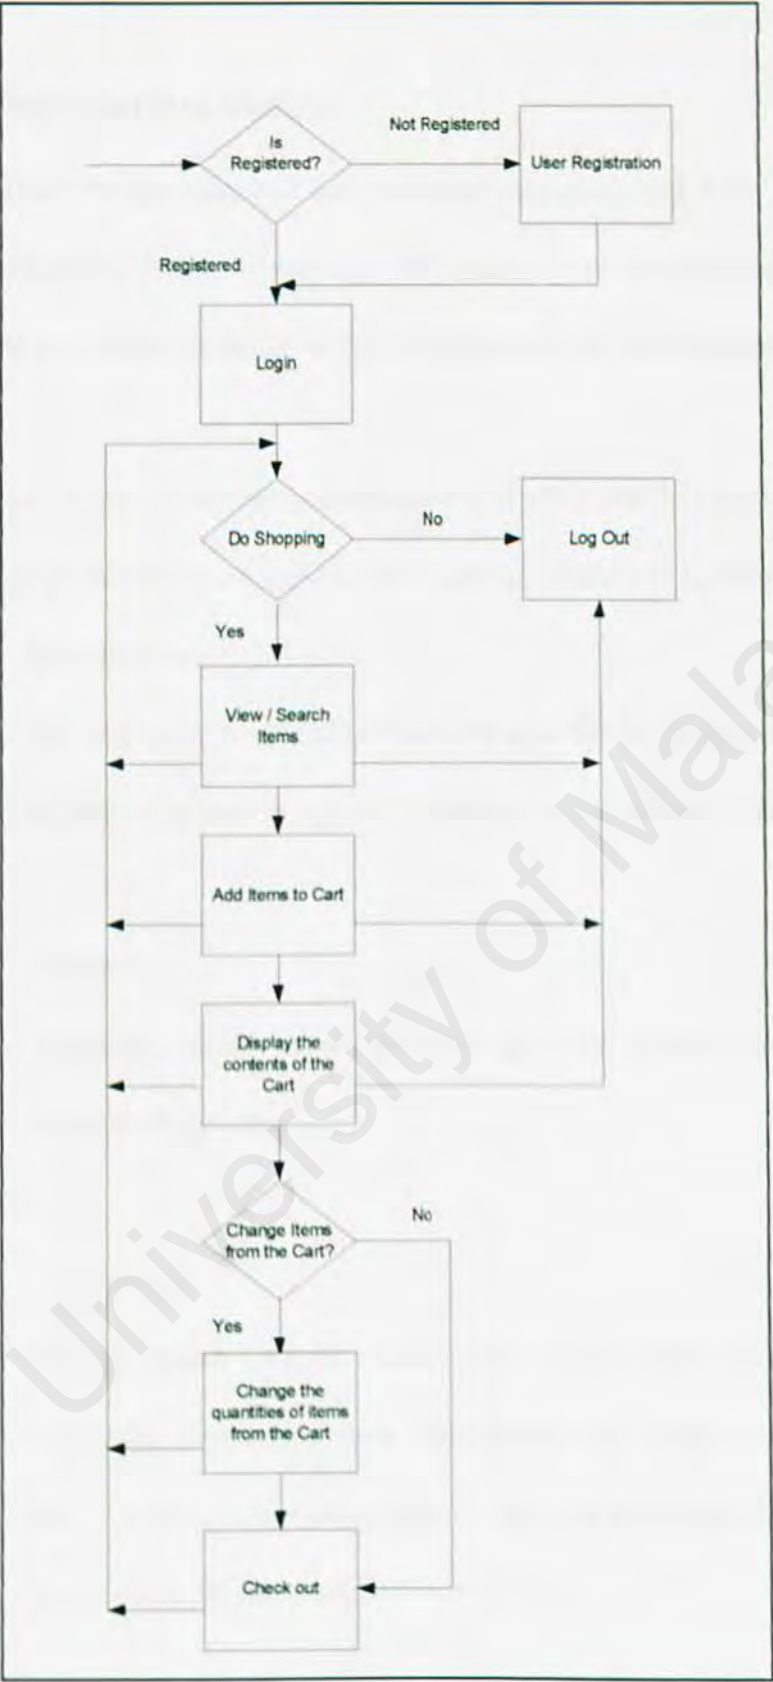 Is
Registered?
Not Registered
User Registration
Registered
Login
Do Shopping
No
Log Out
Yes
View / Search
Items
Add Items to Cart
Display the
contents of the
Cart
Change Items
from the Cart?
No
Yes
Change the
quantities of items
from the Cart
Check out
University of Mala